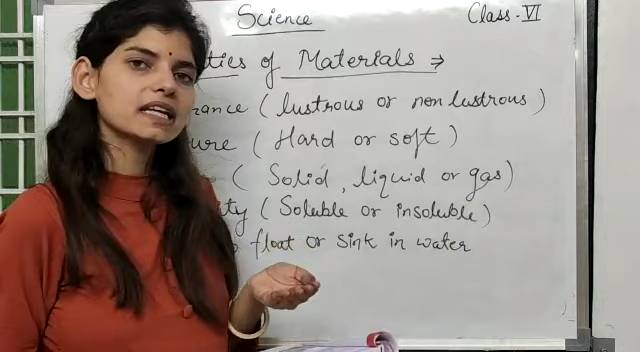 Science
Class - VI
ties of Materials ⇒
rance (lustrous or non lustrous)
ure (Hard or soft)
(Solid, liquid or gas)
ity (Soluble or insoluble)
float or sink in water